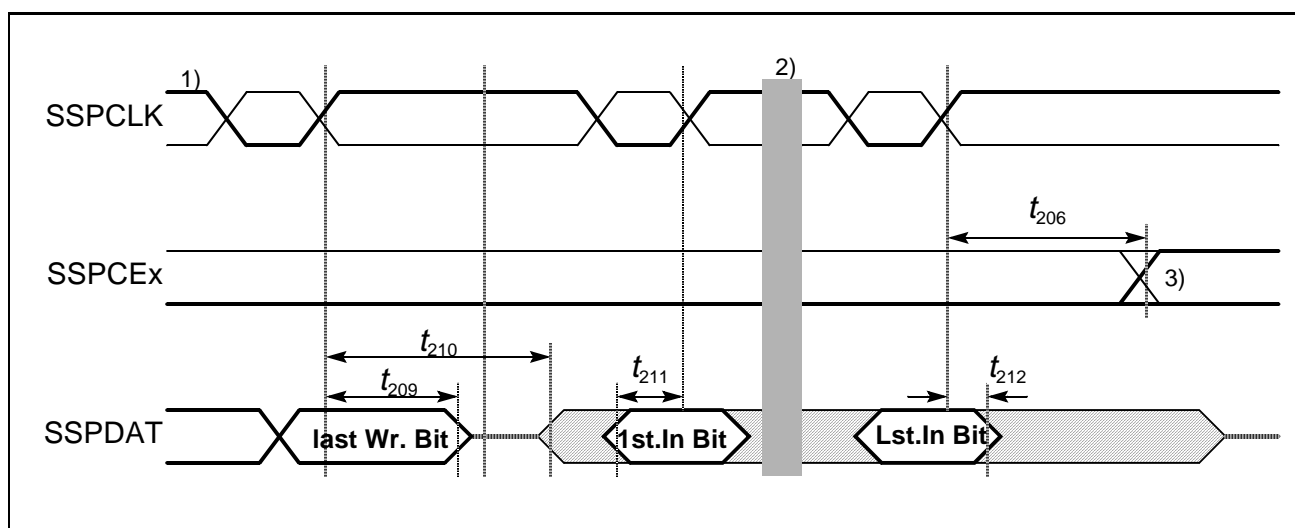 1)
2)
SSPCLK
t206
SSPCEx
3)
t210
t211
t212
t209
SSPDAT
last Wr. Bit
1st.In Bit
Lst.In Bit